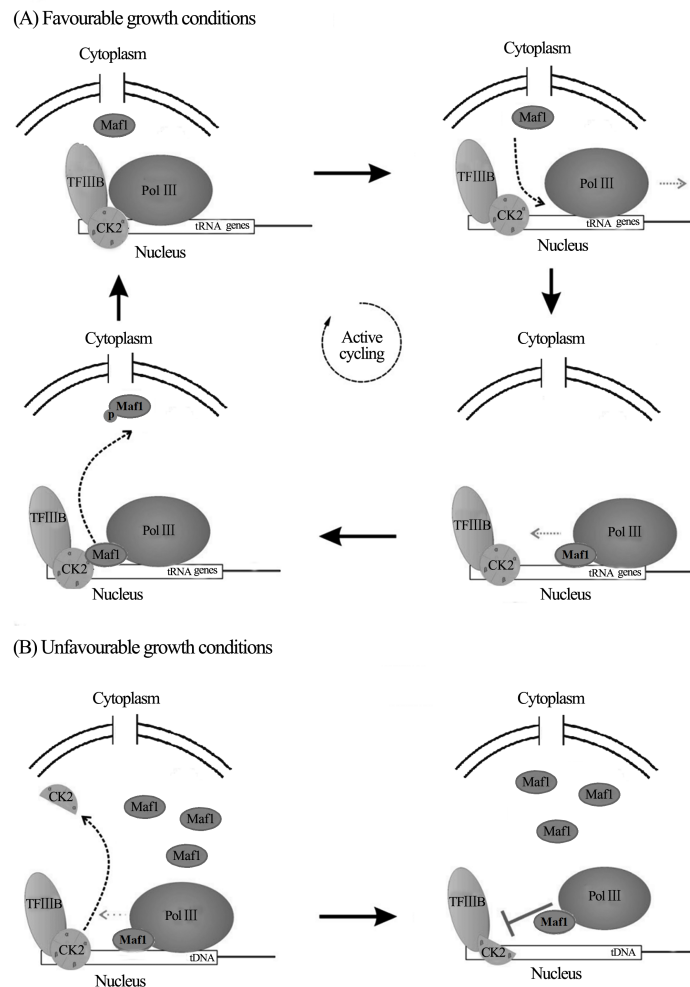 (A) Favourable growth conditions
Cytoplasm
Maf1
TFⅢB
Pol Ⅲ
α
α
CK2
β
β
tRNA genes
Nucleus
Cytoplasm
Maf1
TFⅢB
Pol Ⅲ
α
α
CK2
β
β
tRNA genes
Nucleus
Active
cycling
Cytoplasm
Maf1
p
TFⅢB
Pol Ⅲ
Maf1
α
CK2
β
β
tRNA genes
Nucleus
Cytoplasm
TFⅢB
Pol Ⅲ
Maf1
α
α
CK2
β
β
tRNA genes
Nucleus
(B) Unfavourable growth conditions
Cytoplasm
CK2
Maf1
Maf1
Maf1
TFⅢB
Pol Ⅲ
Maf1
α
α
CK2
β
β
tDNA
Nucleus
Cytoplasm
Maf1
Maf1
Maf1
TFⅢB
Pol Ⅲ
Maf1
β
CK2
β
tDNA
Nucleus